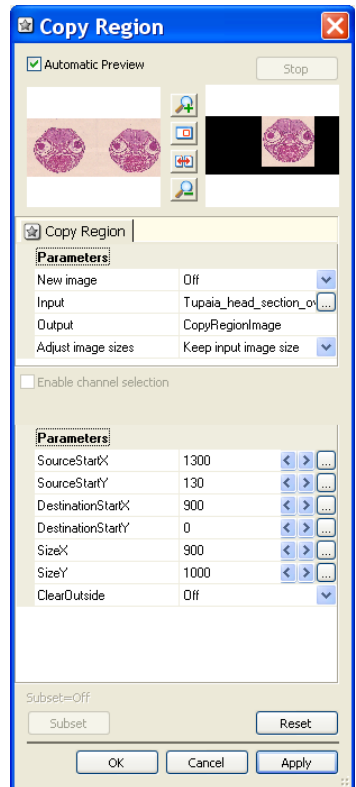 Copy Region
Automatic Preview
Stop
Copy Region
Parameters
New image Off
Input Tupaia_head_section_ov ...
Output CopyRegionImage
Adjust image sizes Keep input image size
Enable channel selection
Parameters
SourceStartX 1300 ...
SourceStartY 130 ...
DestinationStartX 900 ...
DestinationStartY 0 ...
SizeX 900 ...
SizeY 1000 ...
ClearOutside Off
Subset=Off
Subset Reset
OK Cancel Apply